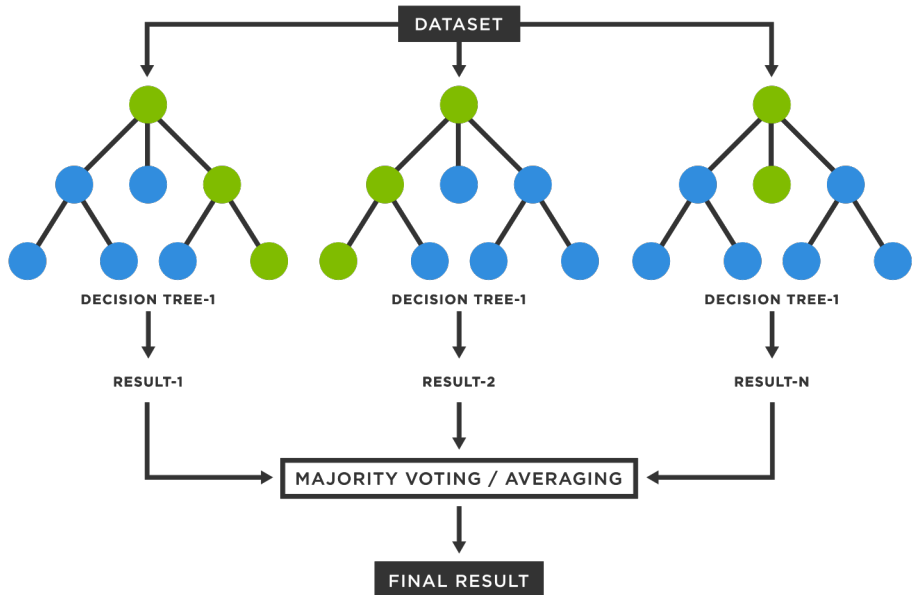 DATASET
DECISION TREE-1
DECISION TREE-1
DECISION TREE-1
RESULT-1
RESULT-2
RESULT-N
MAJORITY VOTING / AVERAGING
FINAL RESULT